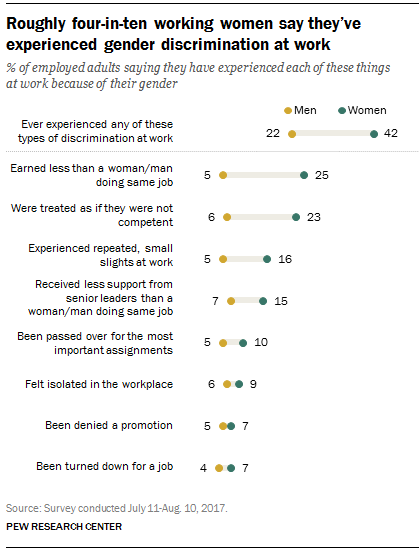 Roughly four-in-ten working women say they've
experienced gender discrimination at work
% of employed adults saying they have experienced each of these things
at work because of their gender
Men Women
Ever experienced any of these
types of discrimination at work
22 42
Earned less than a woman/man
doing same job
5 25
Were treated as if they were not
competent
6 23
Experienced repeated, small
slights at work
5 16
Received less support from
senior leaders than a
woman/man doing same job
7 15
Been passed over for the most
important assignments
5 10
Felt isolated in the workplace 6 9
Been denied a promotion 5 7
Been turned down for a job 4 7
Source: Survey conducted July 11-Aug. 10, 2017.
PEW RESEARCH CENTER